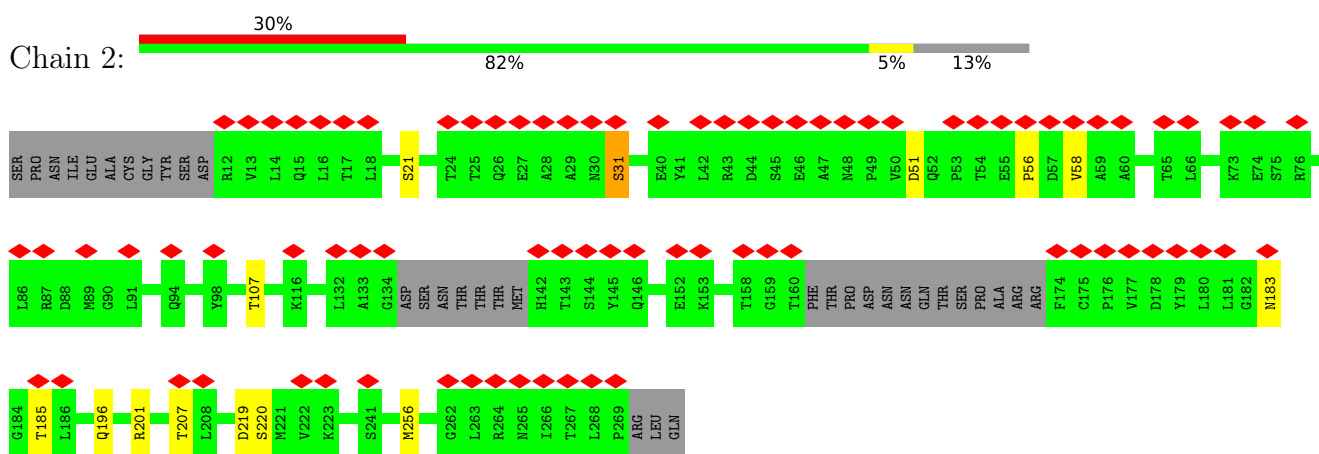 30%
Chain 2:
82% 5% 13%
SER PRO ASN ILE GLU ALA CYS GLY TYR SER ASP R12 V13 L14 Q15 L16 T17 L18 S21 T24 T25 Q26 E27 A28 A29 N30 S31 E40 Y41 L42 R43 D44 S45 E46 A47 N48 P49 V50 D51 Q52 P53 T54 E55 P56 D57 V58 A59 A60 T65 L66 K73 E74 S75 R76
L86 R87 D88 M89 G90 L91 Q94 Y98 T107 K116 L132 A133 G134 ASP SER ASN THR THR THR MET H142 T143 S144 Y145 Q146 E152 K153 T158 G159 T160 PHE THR PRO ASP ASN ASN GLN THR SER PRO ALA ARG ARG F174 C175 P176 V177 D178 Y179 L180 L181 G182 N183
G184 T185 L186 Q196 R201 T207 L208 D219 S220 M221 V222 K223 S241 M256 G262 L263 R264 N265 I266 T267 L268 P269 ARG LEU GLN